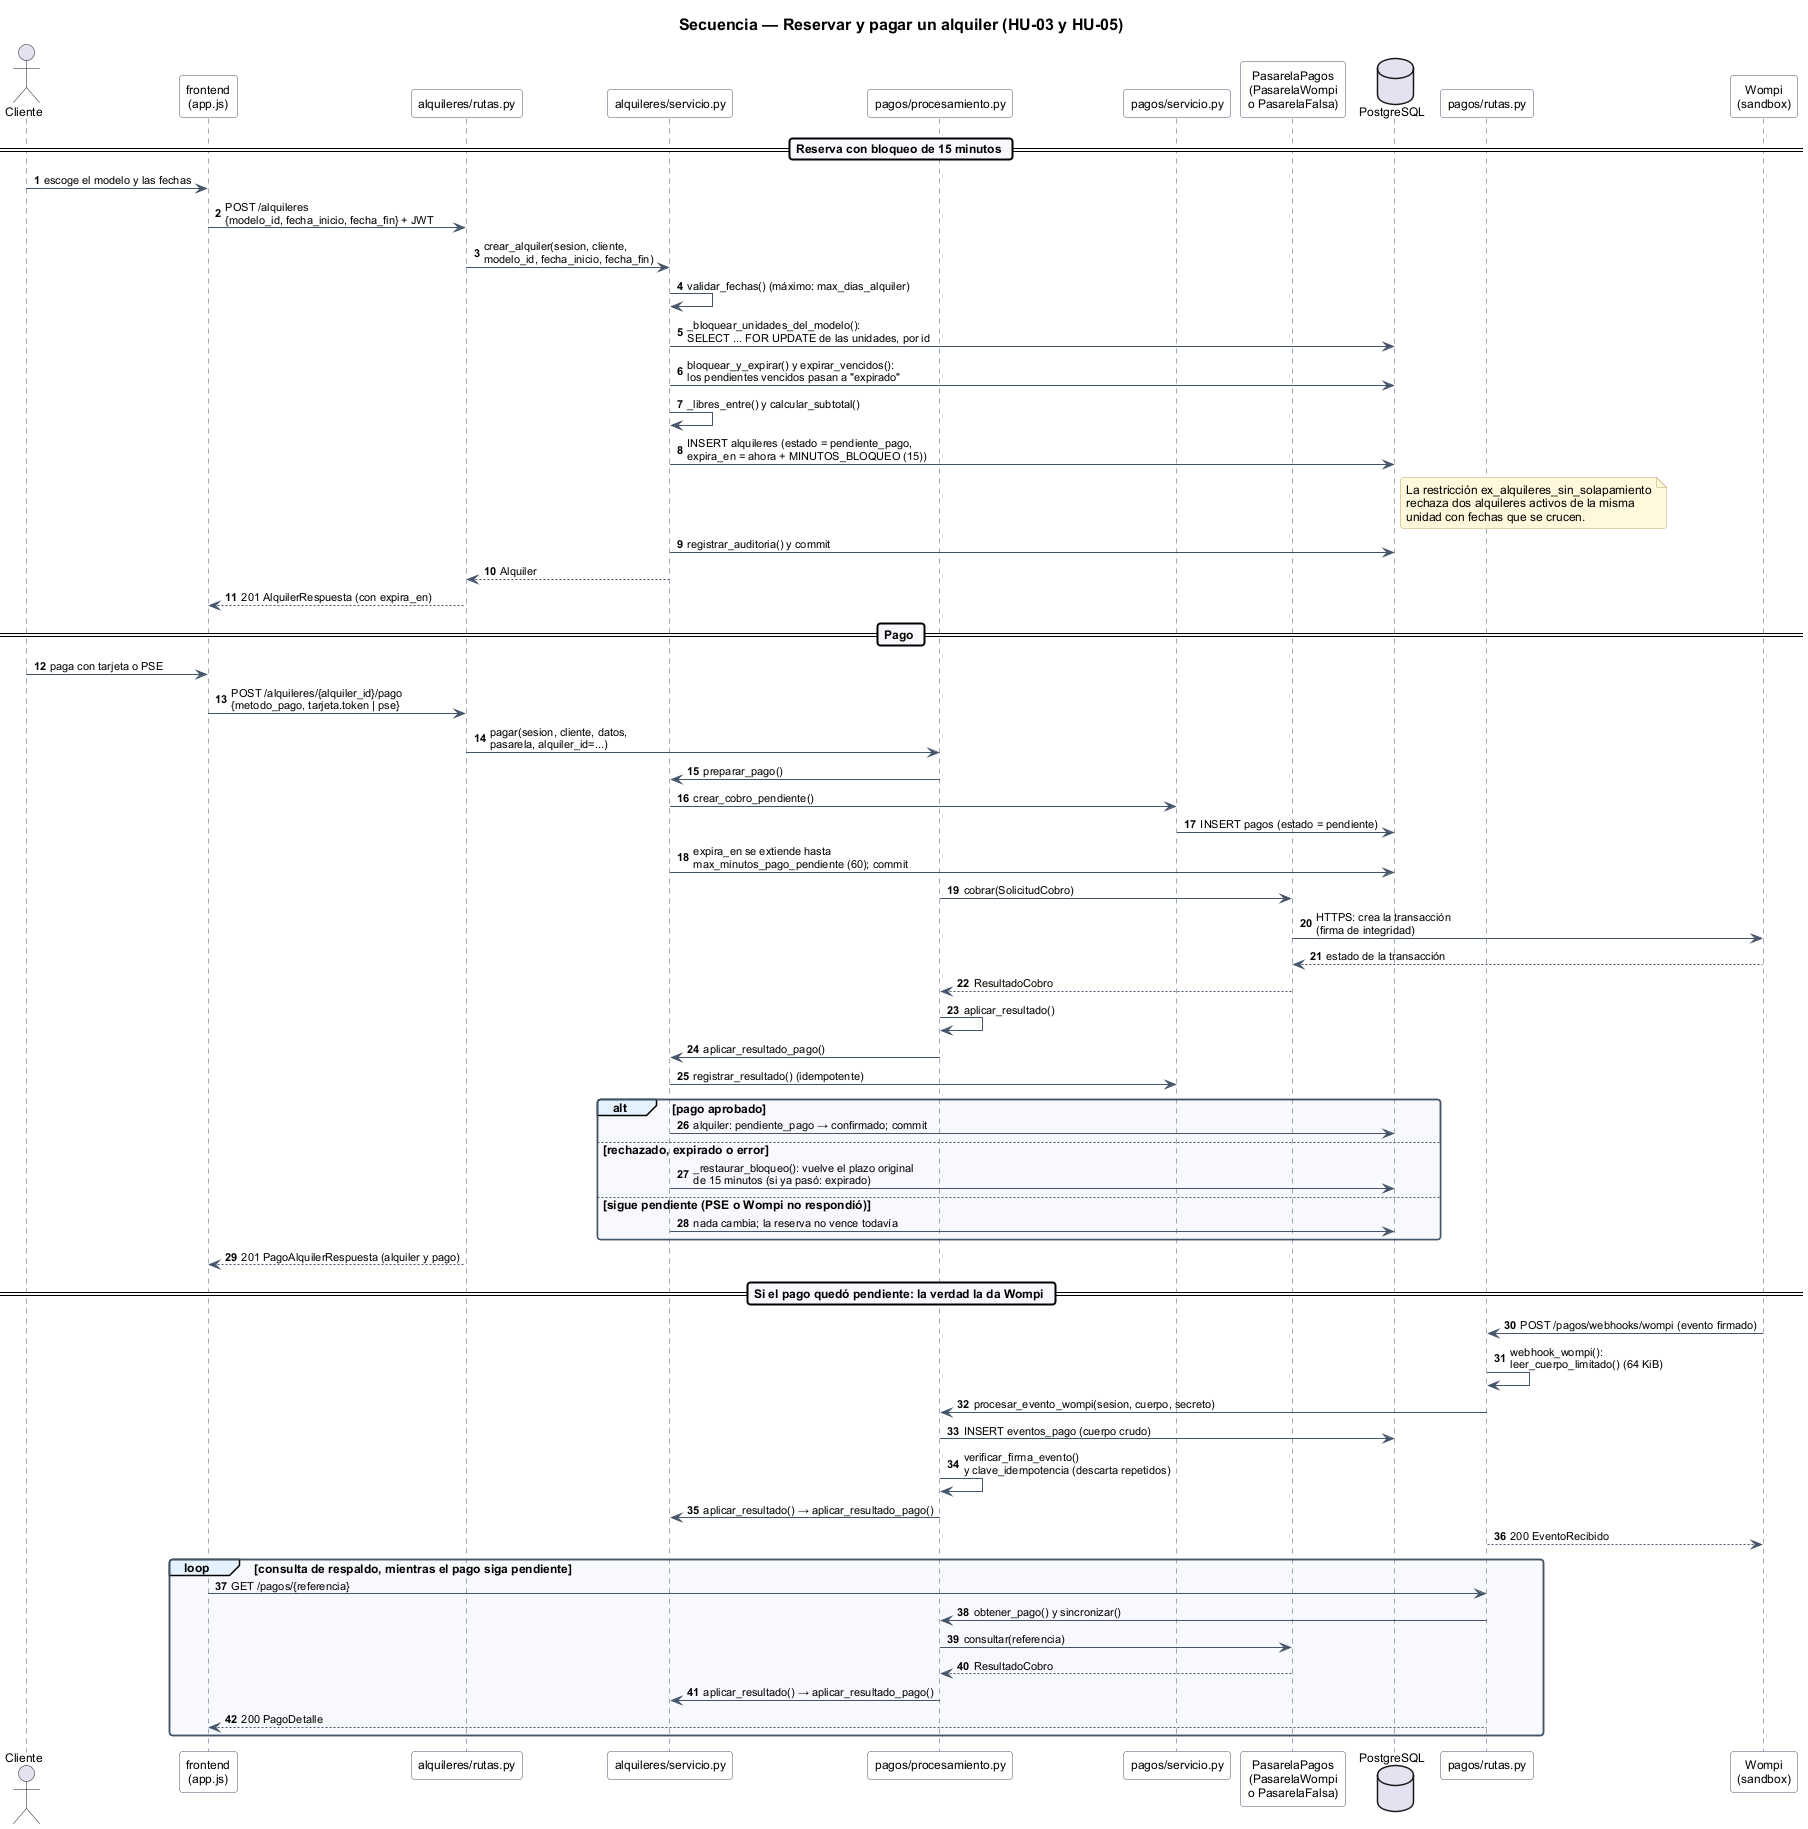 Secuencia — Reservar y pagar un alquiler (HU-03 y HU-05)
Cliente
frontend
(app.js)
alquileres/rutas.py
alquileres/servicio.py
pagos/procesamiento.py
pagos/servicio.py
PasarelaPagos
(PasarelaWompi
o PasarelaFalsa)
PostgreSQL
pagos/rutas.py
Wompi
(sandbox)
Reserva con bloqueo de 15 minutos
1 escoge el modelo y las fechas
2 POST /alquileres
{modelo_id, fecha_inicio, fecha_fin} + JWT
3 crear_alquiler(sesion, cliente,
modelo_id, fecha_inicio, fecha_fin)
4 validar_fechas() (máximo: max_dias_alquiler)
5 _bloquear_unidades_del_modelo():
SELECT ... FOR UPDATE de las unidades, por id
6 bloquear_y_expirar() y expirar_vencidos():
los pendientes vencidos pasan a "expirado"
7 _libres_entre() y calcular_subtotal()
8 INSERT alquileres (estado = pendiente_pago,
expira_en = ahora + MINUTOS_BLOQUEO (15))
La restricción ex_alquileres_sin_solapamiento
rechaza dos alquileres activos de la misma
unidad con fechas que se crucen.
9 registrar_auditoria() y commit
10 Alquiler
11 201 AlquilerRespuesta (con expira_en)
Pago
12 paga con tarjeta o PSE
13 POST /alquileres/{alquiler_id}/pago
{metodo_pago, tarjeta.token | pse}
14 pagar(sesion, cliente, datos,
pasarela, alquiler_id=...)
15 preparar_pago()
16 crear_cobro_pendiente()
17 INSERT pagos (estado = pendiente)
18 expira_en se extiende hasta
max_minutos_pago_pendiente (60); commit
19 cobrar(SolicitudCobro)
20 HTTPS: crea la transacción
(firma de integridad)
21 estado de la transacción
22 ResultadoCobro
23 aplicar_resultado()
24 aplicar_resultado_pago()
25 registrar_resultado() (idempotente)
alt [pago aprobado]
26 alquiler: pendiente_pago → confirmado; commit
[rechazado, expirado o error]
27 _restaurar_bloqueo(): vuelve el plazo original
de 15 minutos (si ya pasó: expirado)
[sigue pendiente (PSE o Wompi no respondió)]
28 nada cambia; la reserva no vence todavía
29 201 PagoAlquilerRespuesta (alquiler y pago)
Si el pago quedó pendiente: la verdad la da Wompi
30 POST /pagos/webhooks/wompi (evento firmado)
31 webhook_wompi():
leer_cuerpo_limitado() (64 KiB)
32 procesar_evento_wompi(sesion, cuerpo, secreto)
33 INSERT eventos_pago (cuerpo crudo)
34 verificar_firma_evento()
y clave_idempotencia (descarta repetidos)
35 aplicar_resultado() → aplicar_resultado_pago()
36 200 EventoRecibido
loop [consulta de respaldo, mientras el pago siga pendiente]
37 GET /pagos/{referencia}
38 obtener_pago() y sincronizar()
39 consultar(referencia)
40 ResultadoCobro
41 aplicar_resultado() → aplicar_resultado_pago()
42 200 PagoDetalle
Cliente
frontend
(app.js)
alquileres/rutas.py
alquileres/servicio.py
pagos/procesamiento.py
pagos/servicio.py
PasarelaPagos
(PasarelaWompi
o PasarelaFalsa)
PostgreSQL
pagos/rutas.py
Wompi
(sandbox)